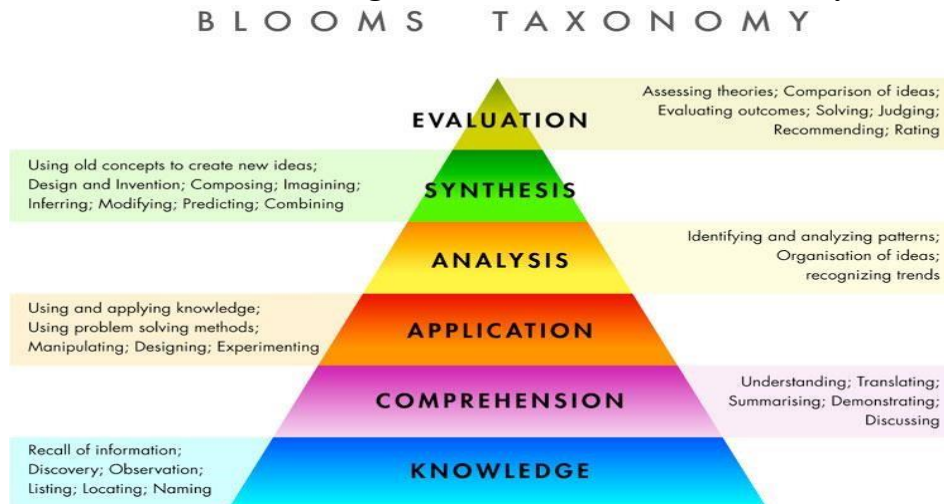 BLOOMS TAXONOMY
Assessing theories; Comparison of ideas;
Evaluating outcomes; Solving; Judging;
Recommending; Rating
EVALUATION
Using old concepts to create new ideas;
Design and Invention; Composing; Imagining;
Inferring; Modifying; Predicting; Combining
SYNTHESIS
Identifying and analyzing patterns;
Organisation of ideas;
recognizing trends
ANALYSIS
Using and applying knowledge;
Using problem solving methods;
Manipulating; Designing; Experimenting
APPLICATION
Understanding; Translating;
Summarising; Demonstrating;
Discussing
COMPREHENSION
Recall of information;
Discovery; Observation;
Listing; Locating; Naming
KNOWLEDGE